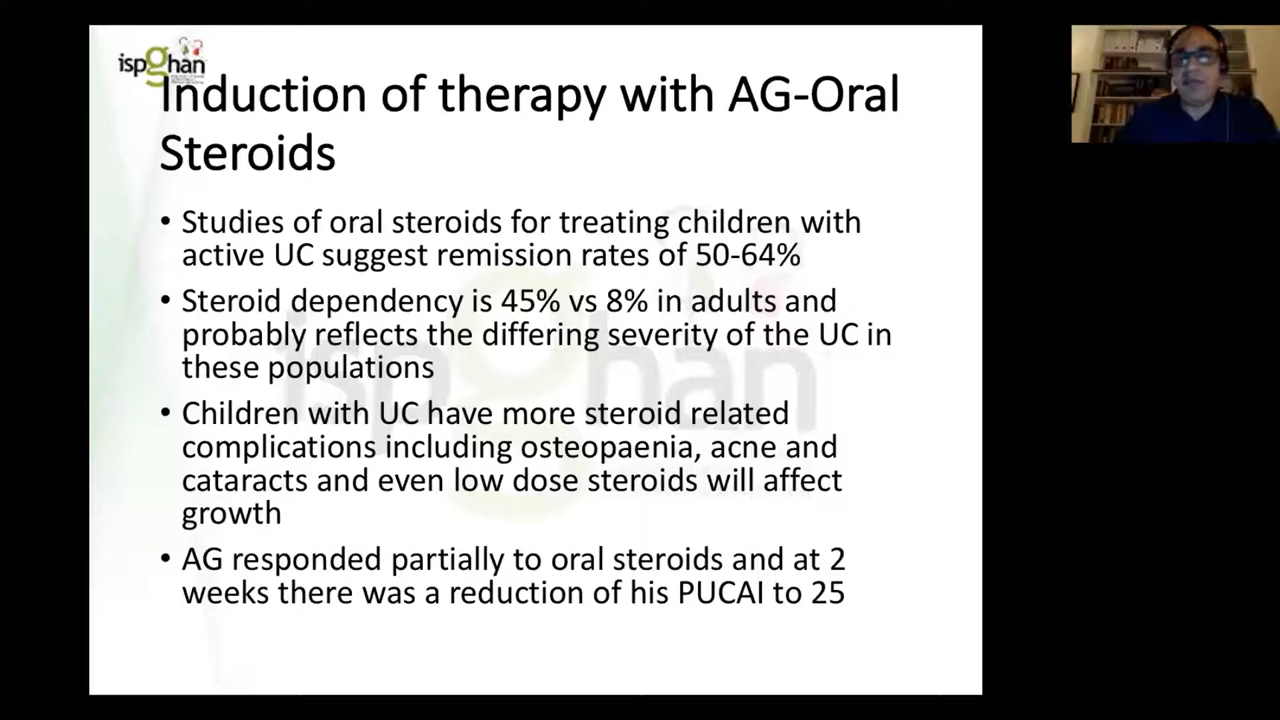 ispghan
Induction of therapy with AG-Oral
Steroids
• Studies of oral steroids for treating children with
active UC suggest remission rates of 50-64%
• Steroid dependency is 45% vs 8% in adults and
probably reflects the differing severity of the UC in
these populations
• Children with UC have more steroid related
complications including osteopaenia, acne and
cataracts and even low dose steroids will affect
growth
• AG responded partially to oral steroids and at 2
weeks there was a reduction of his PUCAI to 25
ispghan